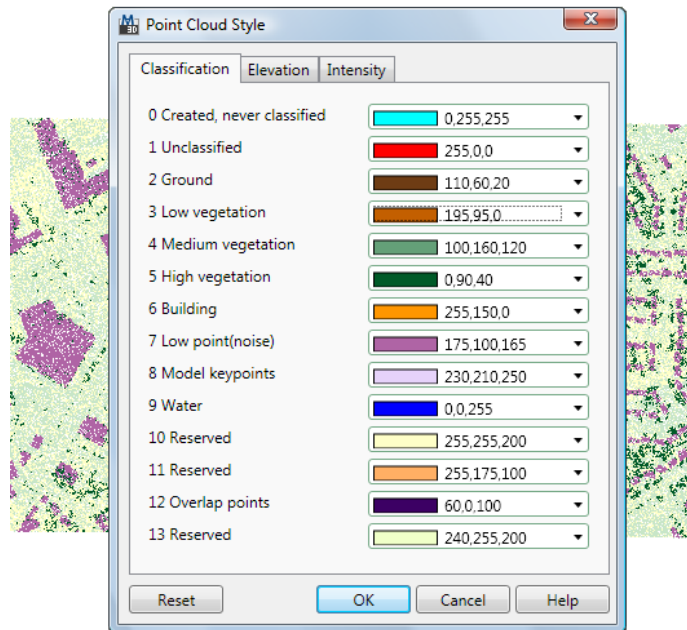 Point Cloud Style
Classification Elevation Intensity
0 Created, never classified 0,255,255
1 Unclassified 255,0,0
2 Ground 110,60,20
3 Low vegetation 195,95,0
4 Medium vegetation 100,160,120
5 High vegetation 0,90,40
6 Building 255,150,0
7 Low point(noise) 175,100,165
8 Model keypoints 230,210,250
9 Water 0,0,255
10 Reserved 255,255,200
11 Reserved 255,175,100
12 Overlap points 60,0,100
13 Reserved 240,255,200
Reset OK Cancel Help